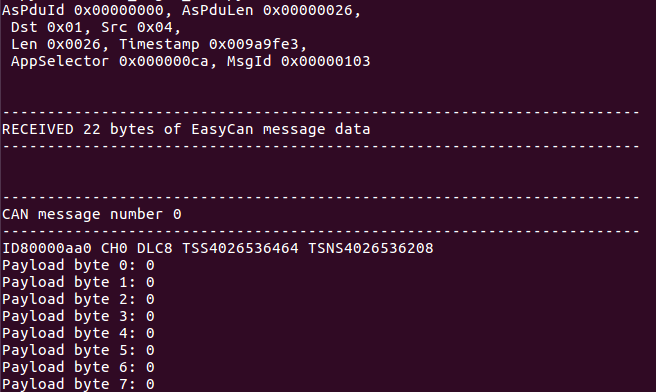 AsPduId 0x00000000, AsPduLen 0x00000026,
Dst 0x01, Src 0x04,
Len 0x0026, Timestamp 0x009a9fe3,
AppSelector 0x000000ca, MsgId 0x00000103
-----------------------------------------------------------------------
RECEIVED 22 bytes of EasyCan message data
-----------------------------------------------------------------------
-----------------------------------------------------------------------
CAN message number 0
-----------------------------------------------------------------------
ID80000aa0 CH0 DLC8 TSS4026536464 TSNS4026536208
Payload byte 0: 0
Payload byte 1: 0
Payload byte 2: 0
Payload byte 3: 0
Payload byte 4: 0
Payload byte 5: 0
Payload byte 6: 0
Payload byte 7: 0